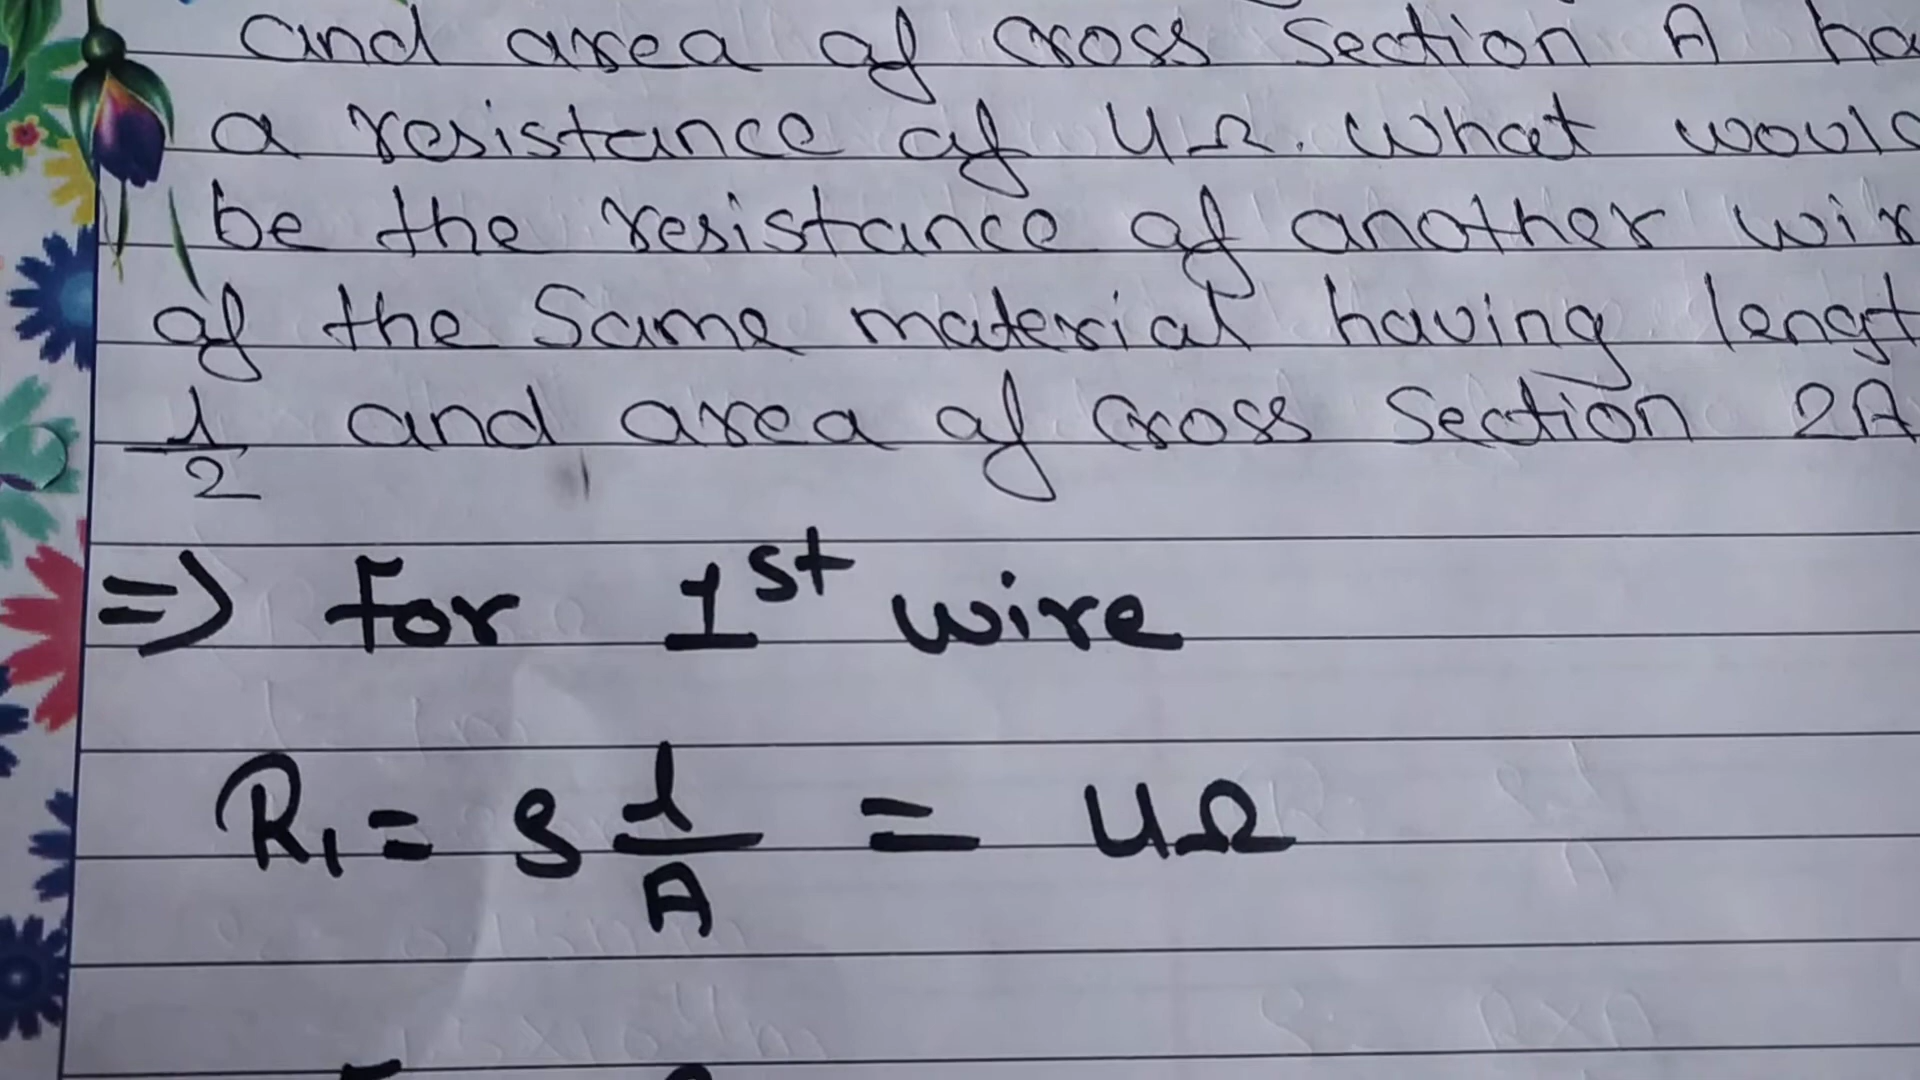 and area of cross section A ha
a resistance of 4Ω. What would
be the resistance of another wir
of the same material having lengt
l/2 and area of cross section 2A
=> For 1st wire
R₁ = ρ l/A = 4Ω